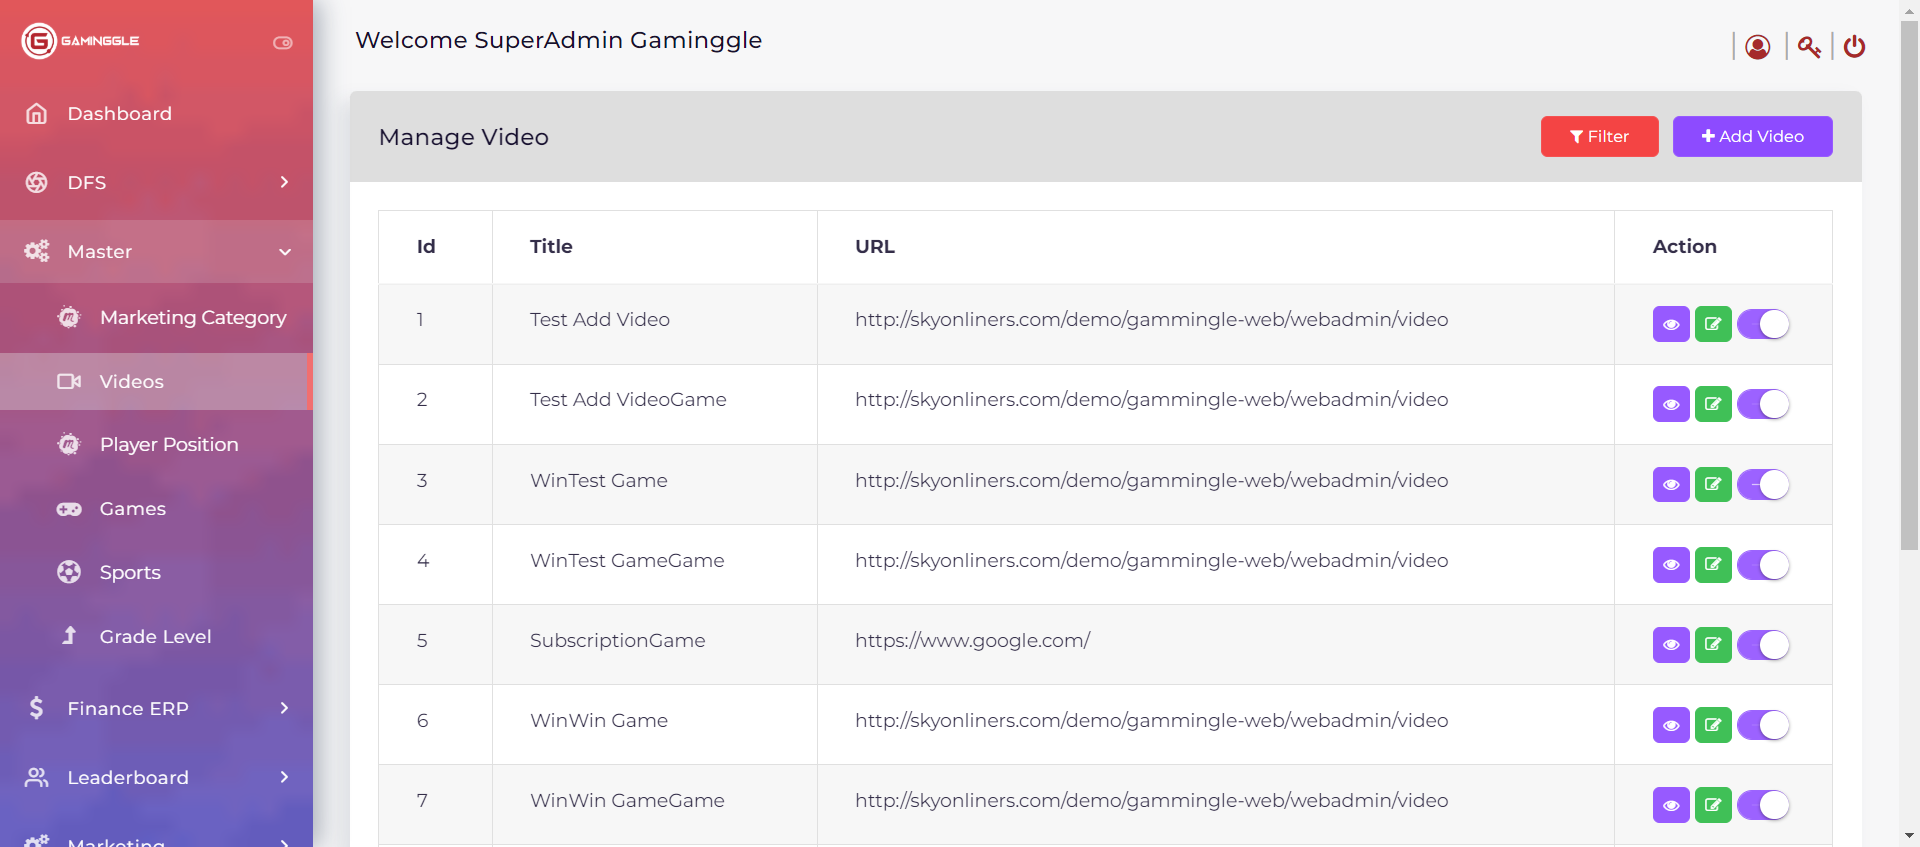 GAMINGGLE
Welcome SuperAdmin Gaminggle
Dashboard
DFS
Master
Marketing Category
Videos
Player Position
Games
Sports
Grade Level
Finance ERP
Leaderboard
Marketing
Manage Video
Filter
Add Video
Id Title URL Action
1 Test Add Video http://skyonliners.com/demo/gammingle-web/webadmin/video
2 Test Add VideoGame http://skyonliners.com/demo/gammingle-web/webadmin/video
3 WinTest Game http://skyonliners.com/demo/gammingle-web/webadmin/video
4 WinTest GameGame http://skyonliners.com/demo/gammingle-web/webadmin/video
5 SubscriptionGame https://www.google.com/
6 WinWin Game http://skyonliners.com/demo/gammingle-web/webadmin/video
7 WinWin GameGame http://skyonliners.com/demo/gammingle-web/webadmin/video